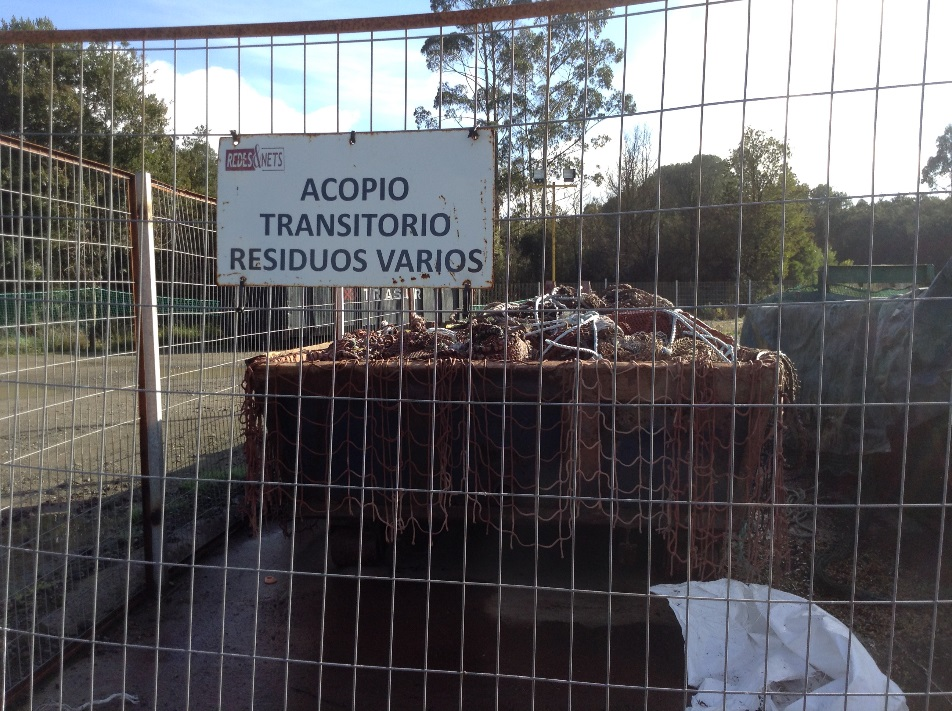 REDES&NETS
ACOPIO
TRANSITORIO
RESIDUOS VARIOS